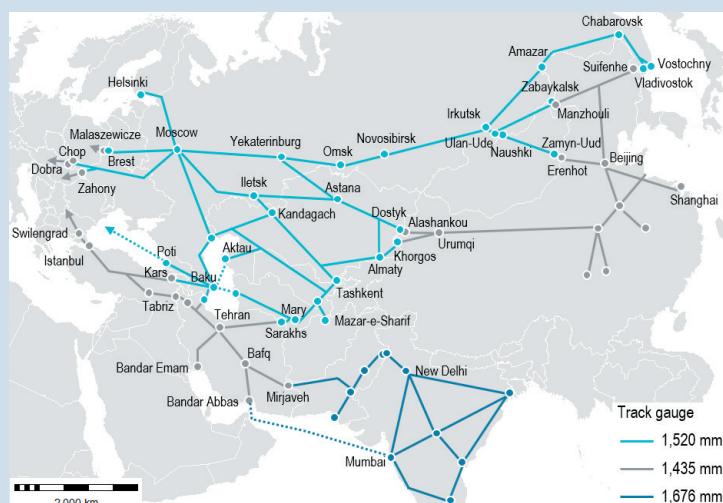 Chabarovsk
Amazar
Suifenhe
Vostochny
Helsinki
Zabaykalsk
Vladivostok
Irkutsk
Manzhouli
Malaszewicze
Moscow
Novosibirsk
Ulan-Ude
Zamyn-Uud
Chop
Yekaterinburg
Omsk
Naushki
Dobra
Brest
Erenhot
Beijing
Zahony
Iletsk
Astana
Shanghai
Kandagach
Dostyk
Alashankou
Swilengrad
Poti
Aktau
Urumqi
Istanbul
Khorgos
Kars
Baku
Almaty
Tabriz
Mary
Tashkent
Tehran
Sarakhs
Mazar-e-Sharif
Bandar Emam
Bafq
New Delhi
Bandar Abbas
Mirjaveh
Mumbai
Track gauge
1,520 mm
1,435 mm
1,676 mm
2,000 km